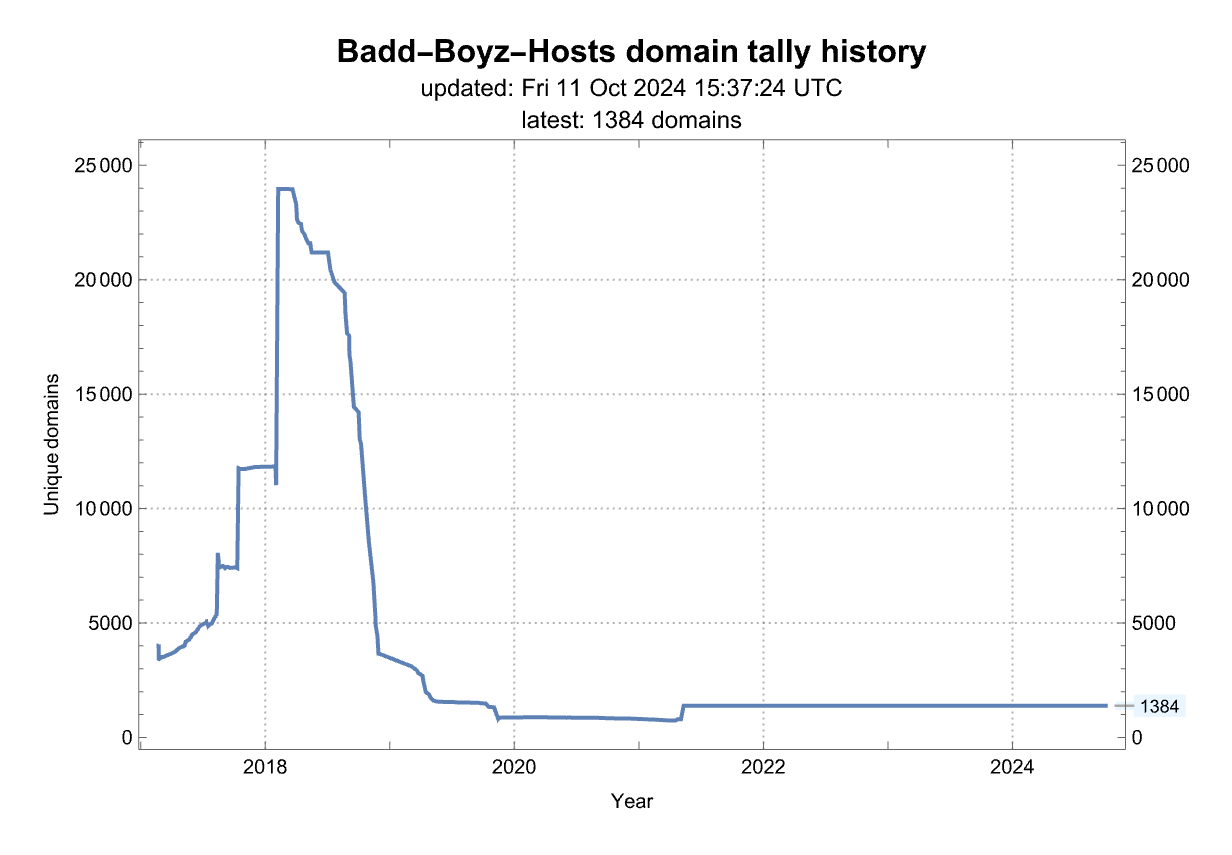 Badd–Boyz–Hosts domain tally history
updated: Fri 11 Oct 2024 15:37:24 UTC
latest: 1384 domains
25000 25000
20000 20000
15000 15000
10000 10000
5000 5000
1384
0 0
Unique domains
2018 2020 2022 2024
Year